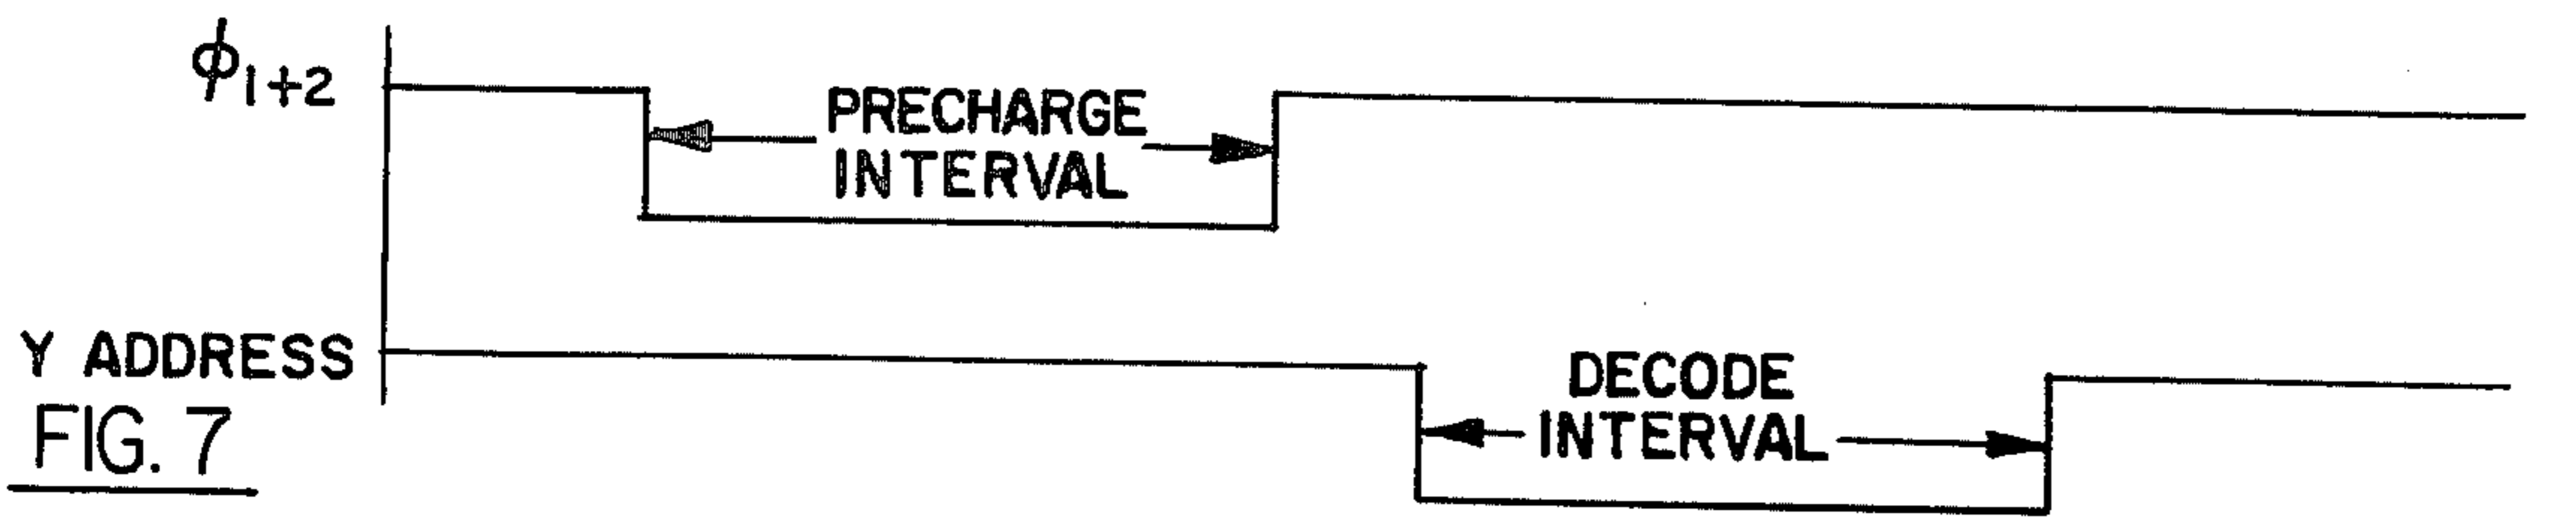 ϕ1+2
PRECHARGE
INTERVAL
Y ADDRESS
DECODE
INTERVAL
FIG. 7